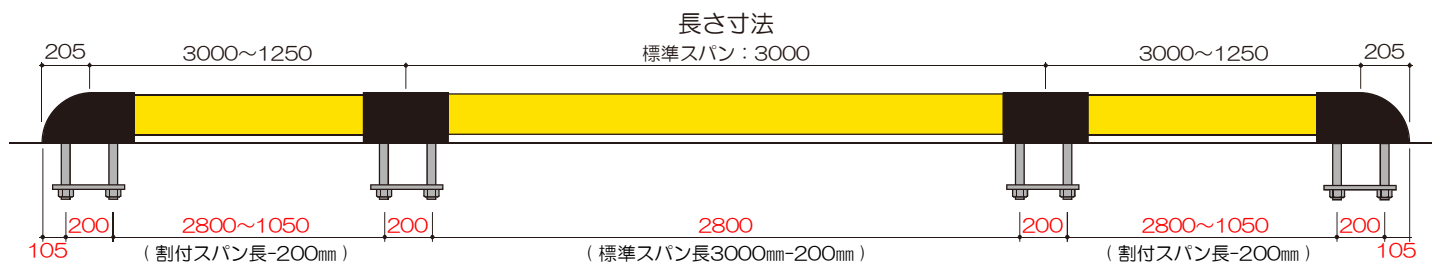 長さ寸法
205 3000～1250 標準スパン：3000 3000～1250 205
200 2800～1050 200 2800 200 2800～1050 200
105 （割付スパン長-200㎜） （標準スパン長3000㎜-200㎜） （割付スパン長-200㎜） 105